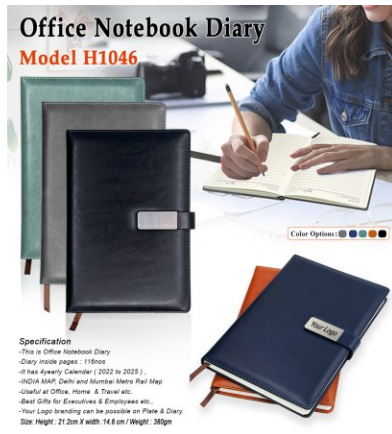 Office Notebook Diary
Model H1046
Color Options:
Your Logo
Specification
-This is Office Notebook Diary
-Diary inside pages : 116nos
-It has 4yearly Calendar ( 2022 to 2025 ) ,
-INDIA MAP, Delhi and Mumbai Metro Rail Map
-Useful at Office, Home & Travel etc.
-Best Gifts for Executives & Employees etc.,
-Your Logo branding can be possible on Plate & Diary.
Size: Height : 21.2cm X width :14.6 cm / Weight : 380gm